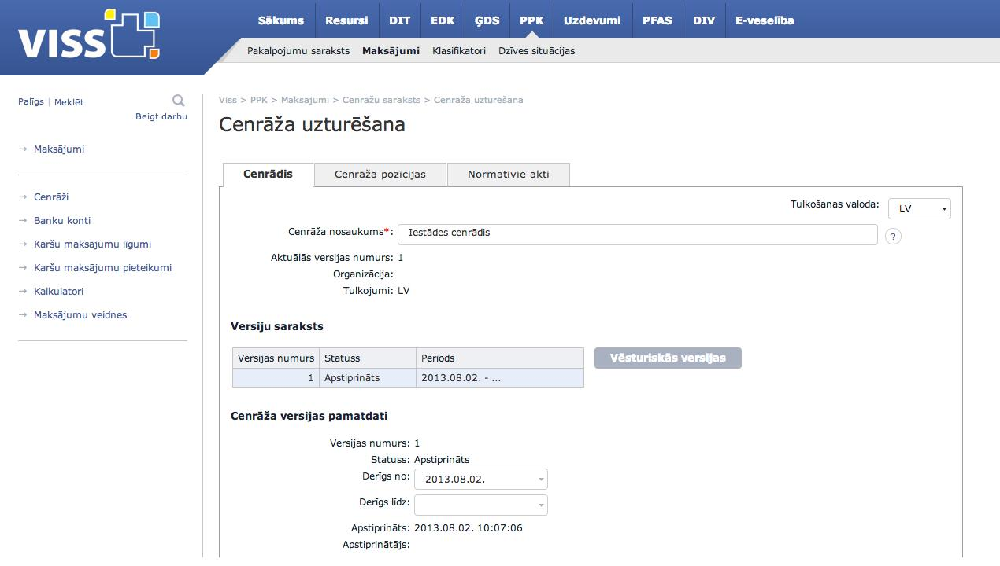 VISS
Sākums Resursi DIT EDK ĢDS PPK Uzdevumi PFAS DIV E-veselība
Pakalpojumu saraksts Maksājumi Klasifikatori Dzīves situācijas
Palīgs | Meklēt
Beigt darbu
→ Maksājumi
→ Cenrāži
→ Banku konti
→ Karšu maksājumu līgumi
→ Karšu maksājumu pieteikumi
→ Kalkulatori
→ Maksājumu veidnes
Viss > PPK > Maksājumi > Cenrāžu saraksts > Cenrāža uzturēšana
Cenrāža uzturēšana
Cenrādis Cenrāža pozīcijas Normatīvie akti
Tulkošanas valoda: LV
Cenrāža nosaukums*: Iestādes cenrādis ?
Aktuālās versijas numurs: 1
Organizācija:
Tulkojumi: LV
Versiju saraksts
Versijas numurs Statuss Periods Vēsturiskās versijas
1 Apstiprināts 2013.08.02. - ...
Cenrāža versijas pamatdati
Versijas numurs: 1
Statuss: Apstiprināts
Derīgs no: 2013.08.02.
Derīgs līdz:
Apstiprināts: 2013.08.02. 10:07:06
Apstiprinātājs: